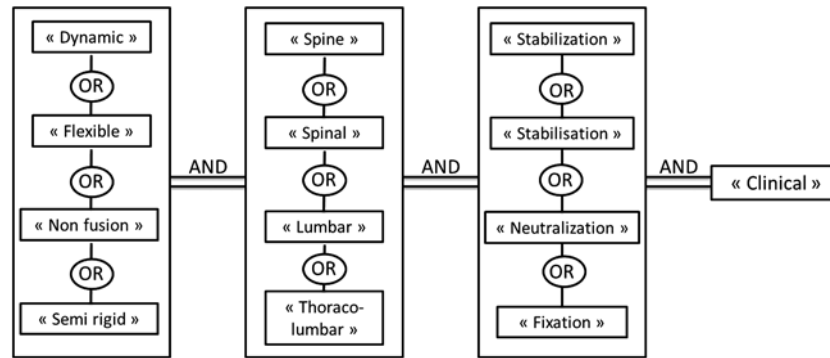 « Dynamic »
OR
« Flexible »
OR
« Non fusion »
OR
« Semi rigid »
AND
« Spine »
OR
« Spinal »
OR
« Lumbar »
OR
« Thoraco-
lumbar »
AND
« Stabilization »
OR
« Stabilisation »
OR
« Neutralization »
OR
« Fixation »
AND
« Clinical »